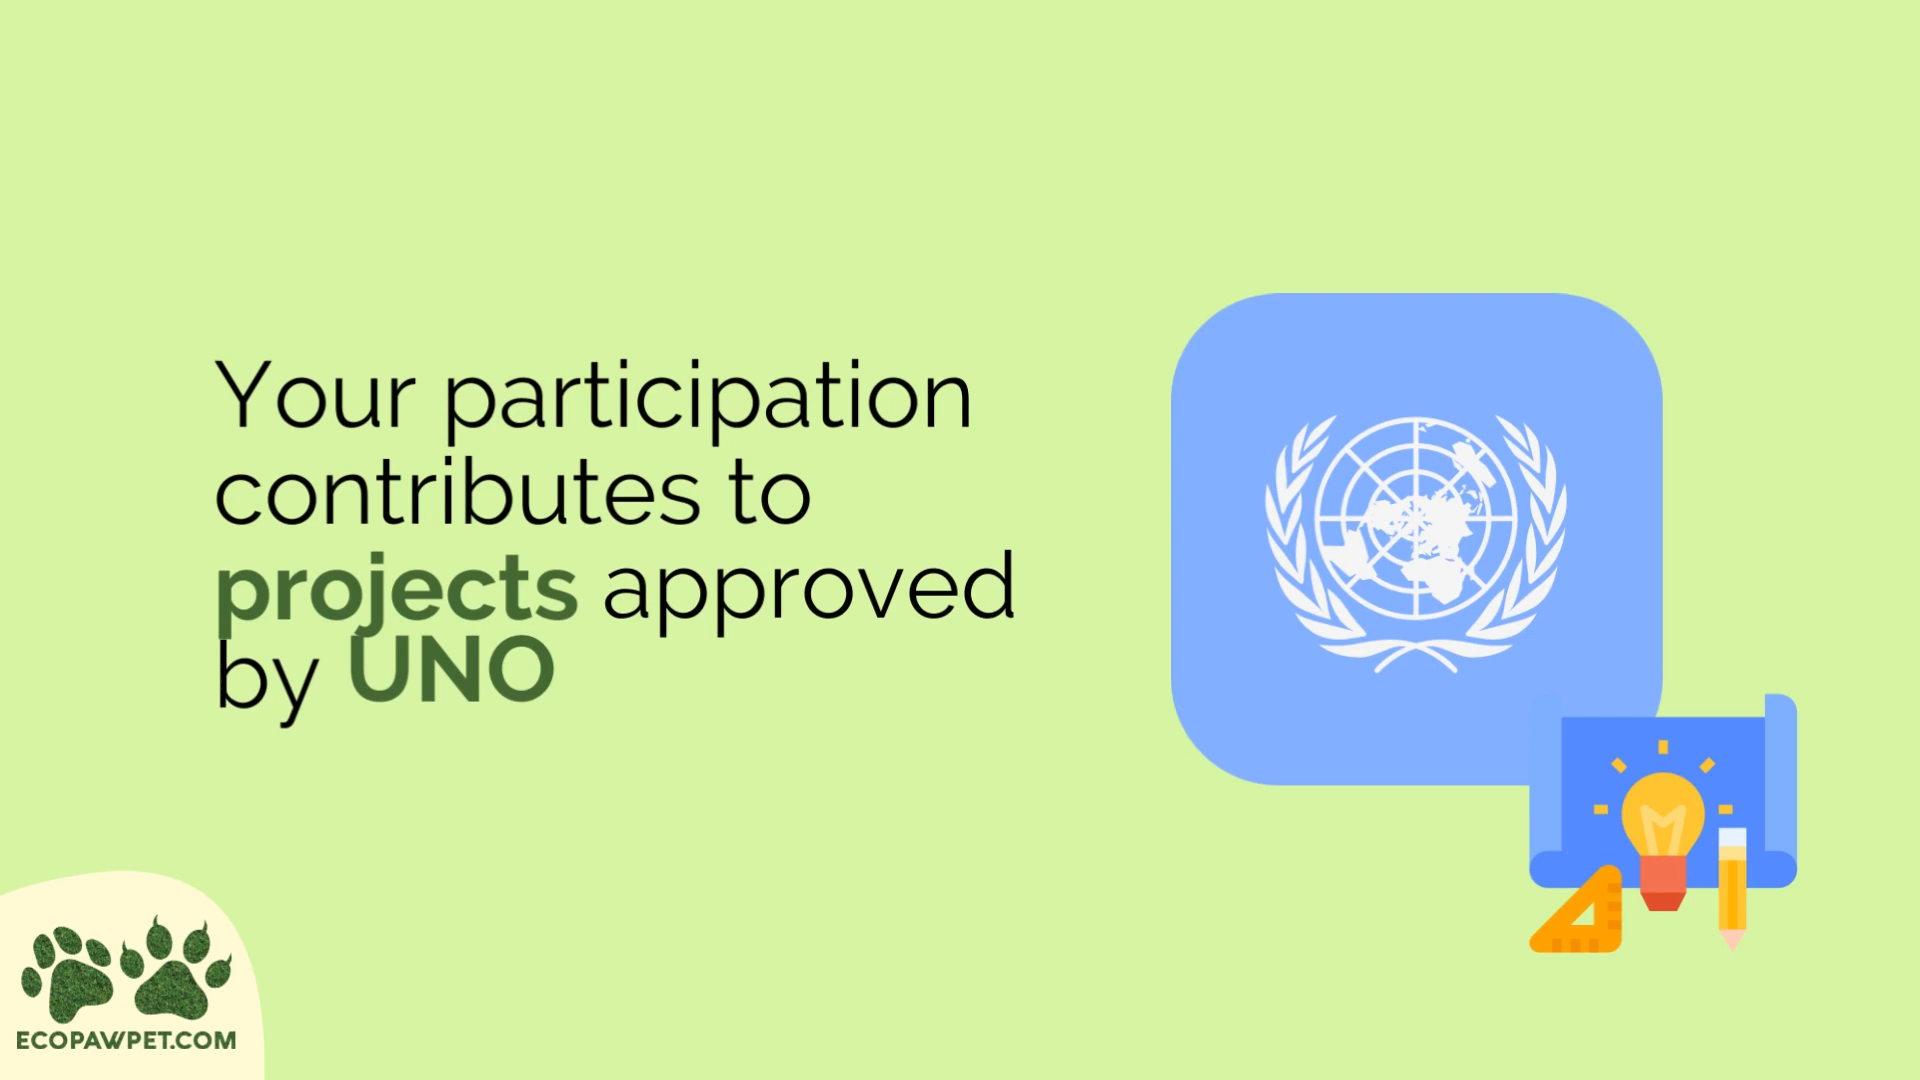 Your participation
contributes to
projects approved
by UNO
ECOPAWPET.COM